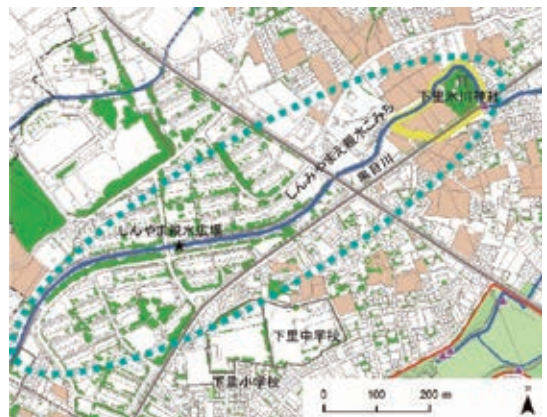 下里氷川神社
しんみやまえ親水こみち
黒目川
しんやま親水広場
下里中学校
下里小学校
0 100 200 m